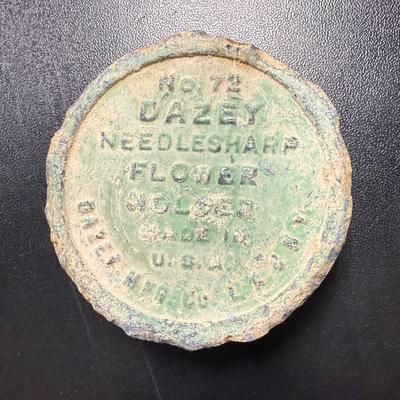 No. 72
DAZEY
NEEDLESHARP
FLOWER
HOLDER
MADE IN
U.S.A.
DAZEY MFG. CO. L.A.